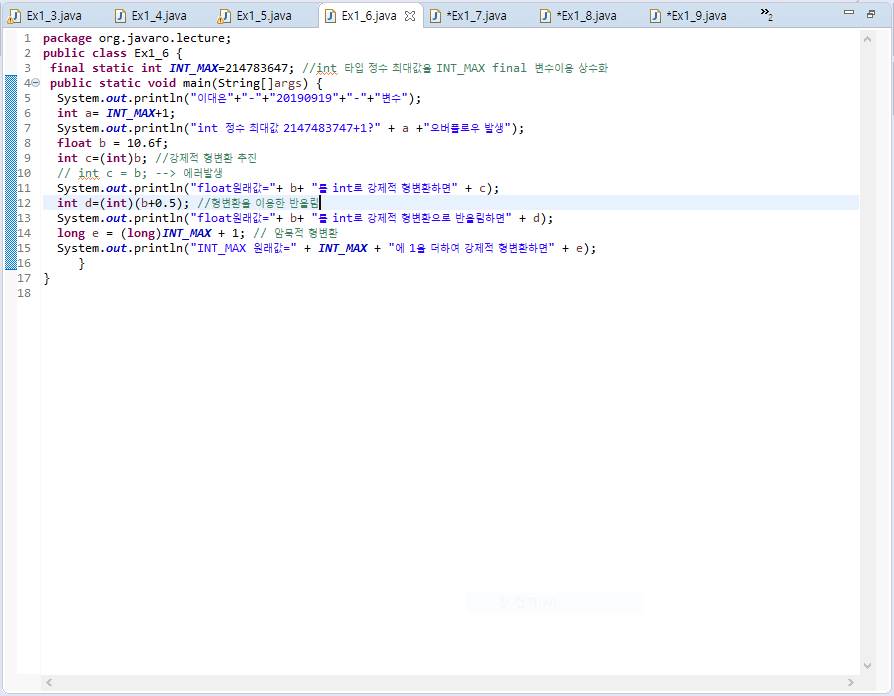 Ex1_3.java Ex1_4.java Ex1_5.java Ex1_6.java *Ex1_7.java *Ex1_8.java *Ex1_9.java »2
1 package org.javaro.lecture;
2 public class Ex1_6 {
3 final static int INT_MAX=214783647; //int 타입 정수 최대값을 INT_MAX final 변수이용 상수화
4 public static void main(String[]args) {
5 System.out.println("이대은"+"-"+"20190919"+"-"+"변수");
6 int a= INT_MAX+1;
7 System.out.println("int 정수 최대값 2147483747+1?" + a +"오버플로우 발생");
8 float b = 10.6f;
9 int c=(int)b; //강제적 형변환 추진
10 // int c = b; --> 에러발생
11 System.out.println("float원래값="+ b+ "를 int로 강제적 형변환하면" + c);
12 int d=(int)(b+0.5); //형변환을 이용한 반올림
13 System.out.println("float원래값="+ b+ "를 int로 강제적 형변환으로 반올림하면" + d);
14 long e = (long)INT_MAX + 1; // 암묵적 형변환
15 System.out.println("INT_MAX 원래값=" + INT_MAX + "에 1을 더하여 강제적 형변환하면" + e);
16 }
17 }
18